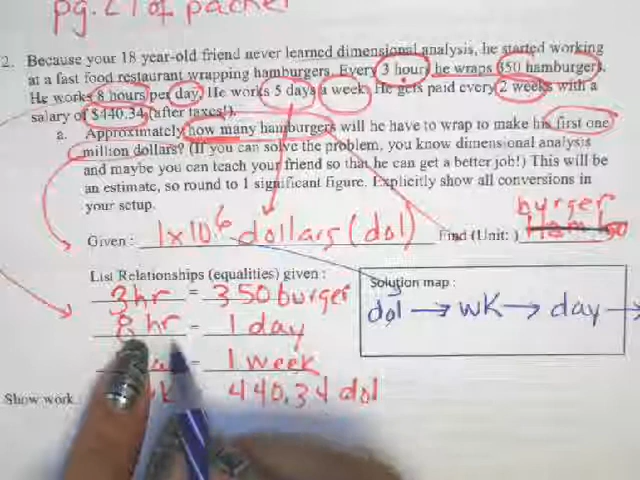 pg. 21 of packet
2. Because your 18 year-old friend never learned dimensional analysis, he started working
at a fast food restaurant wrapping hamburgers. Every 3 hours he wraps 350 hamburgers.
He works 8 hours per day. He works 5 days a week. He gets paid every 2 weeks with a
salary of $440.34 (after taxes!).
a. Approximately how many hamburgers will he have to wrap to make his first one
million dollars? (If you can solve the problem, you know dimensional analysis
and maybe you can teach your friend so that he can get a better job!) This will be
an estimate, so round to 1 significant figure. Explicitly show all conversions in
your setup.
burger
Given : 1x10⁶ dollars (dol) Find (Unit: )
List Relationships (equalities) given :
3hr = 350 burger
8 hr = 1 day
= 1 week
440.34 dol
Solution map :
dol → wk → day →
Show work